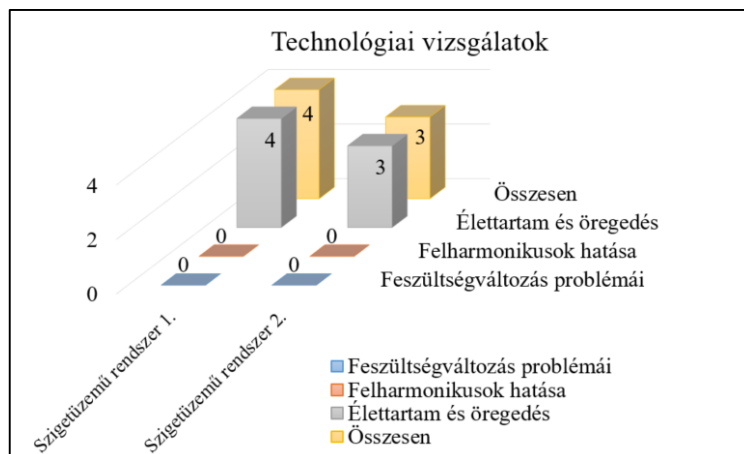 Technológiai vizsgálatok
4
4
3
4
3
Összesen
Élettartam és öregedés
2
0
0
Felharmonikusok hatása
0
0
0
Feszültségváltozás problémái
Szigetüzemű rendszer 1.
Szigetüzemű rendszer 2.
Feszültségváltozás problémái
Felharmonikusok hatása
Élettartam és öregedés
Összesen